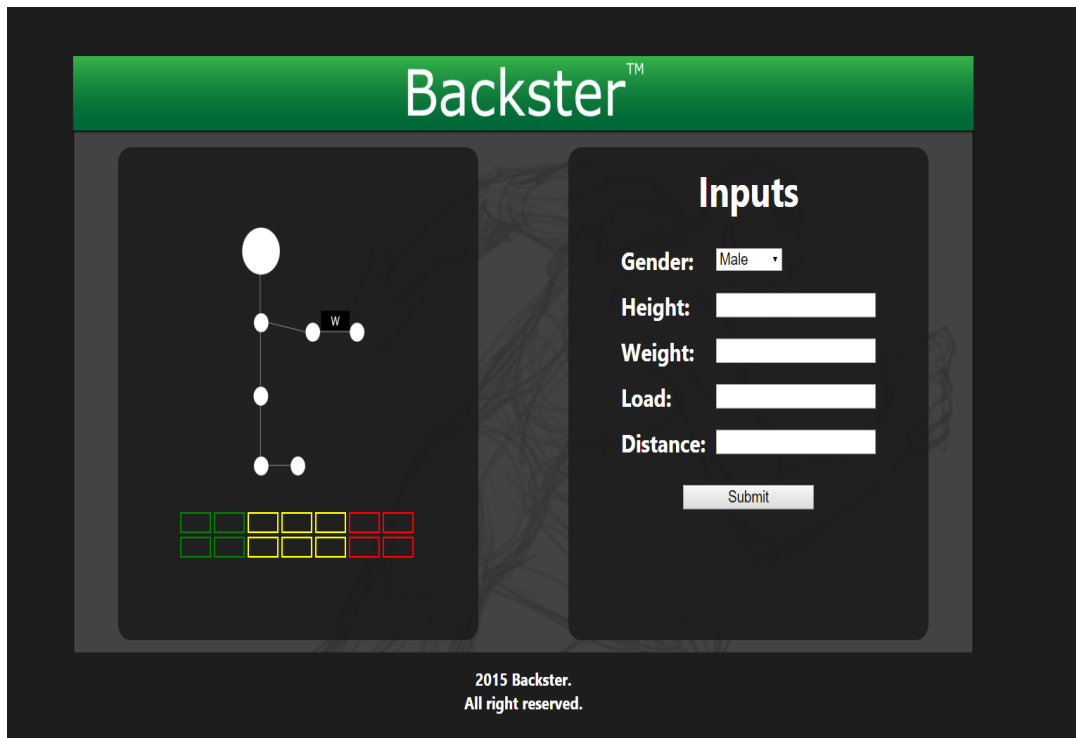 Backster™
W
Inputs
Gender: Male
Height:
Weight:
Load:
Distance:
Submit
2015 Backster.
All right reserved.